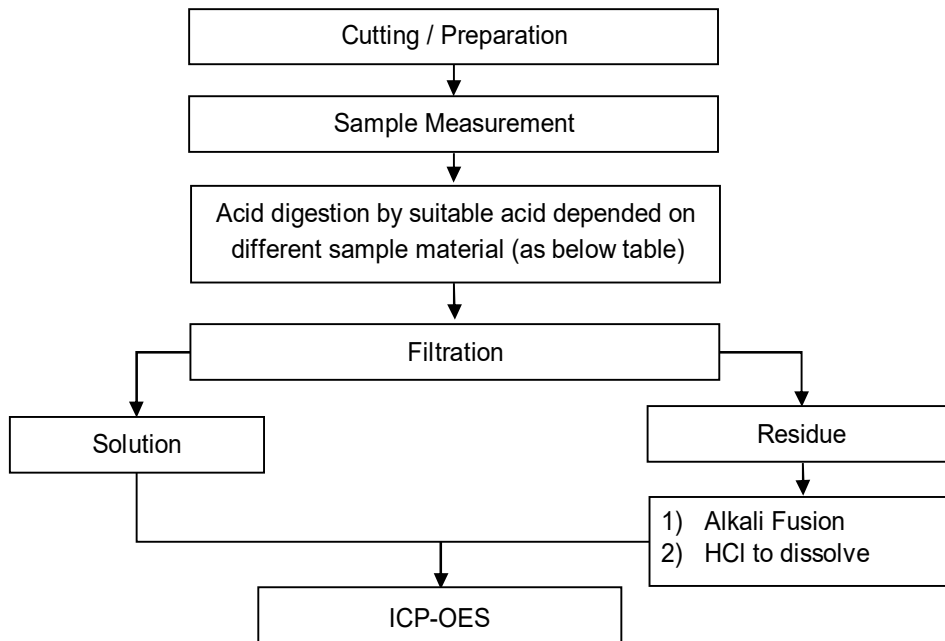 Cutting / Preparation
Sample Measurement
Acid digestion by suitable acid depended on
different sample material (as below table)
Filtration
Solution
Residue
1) Alkali Fusion
2) HCl to dissolve
ICP-OES